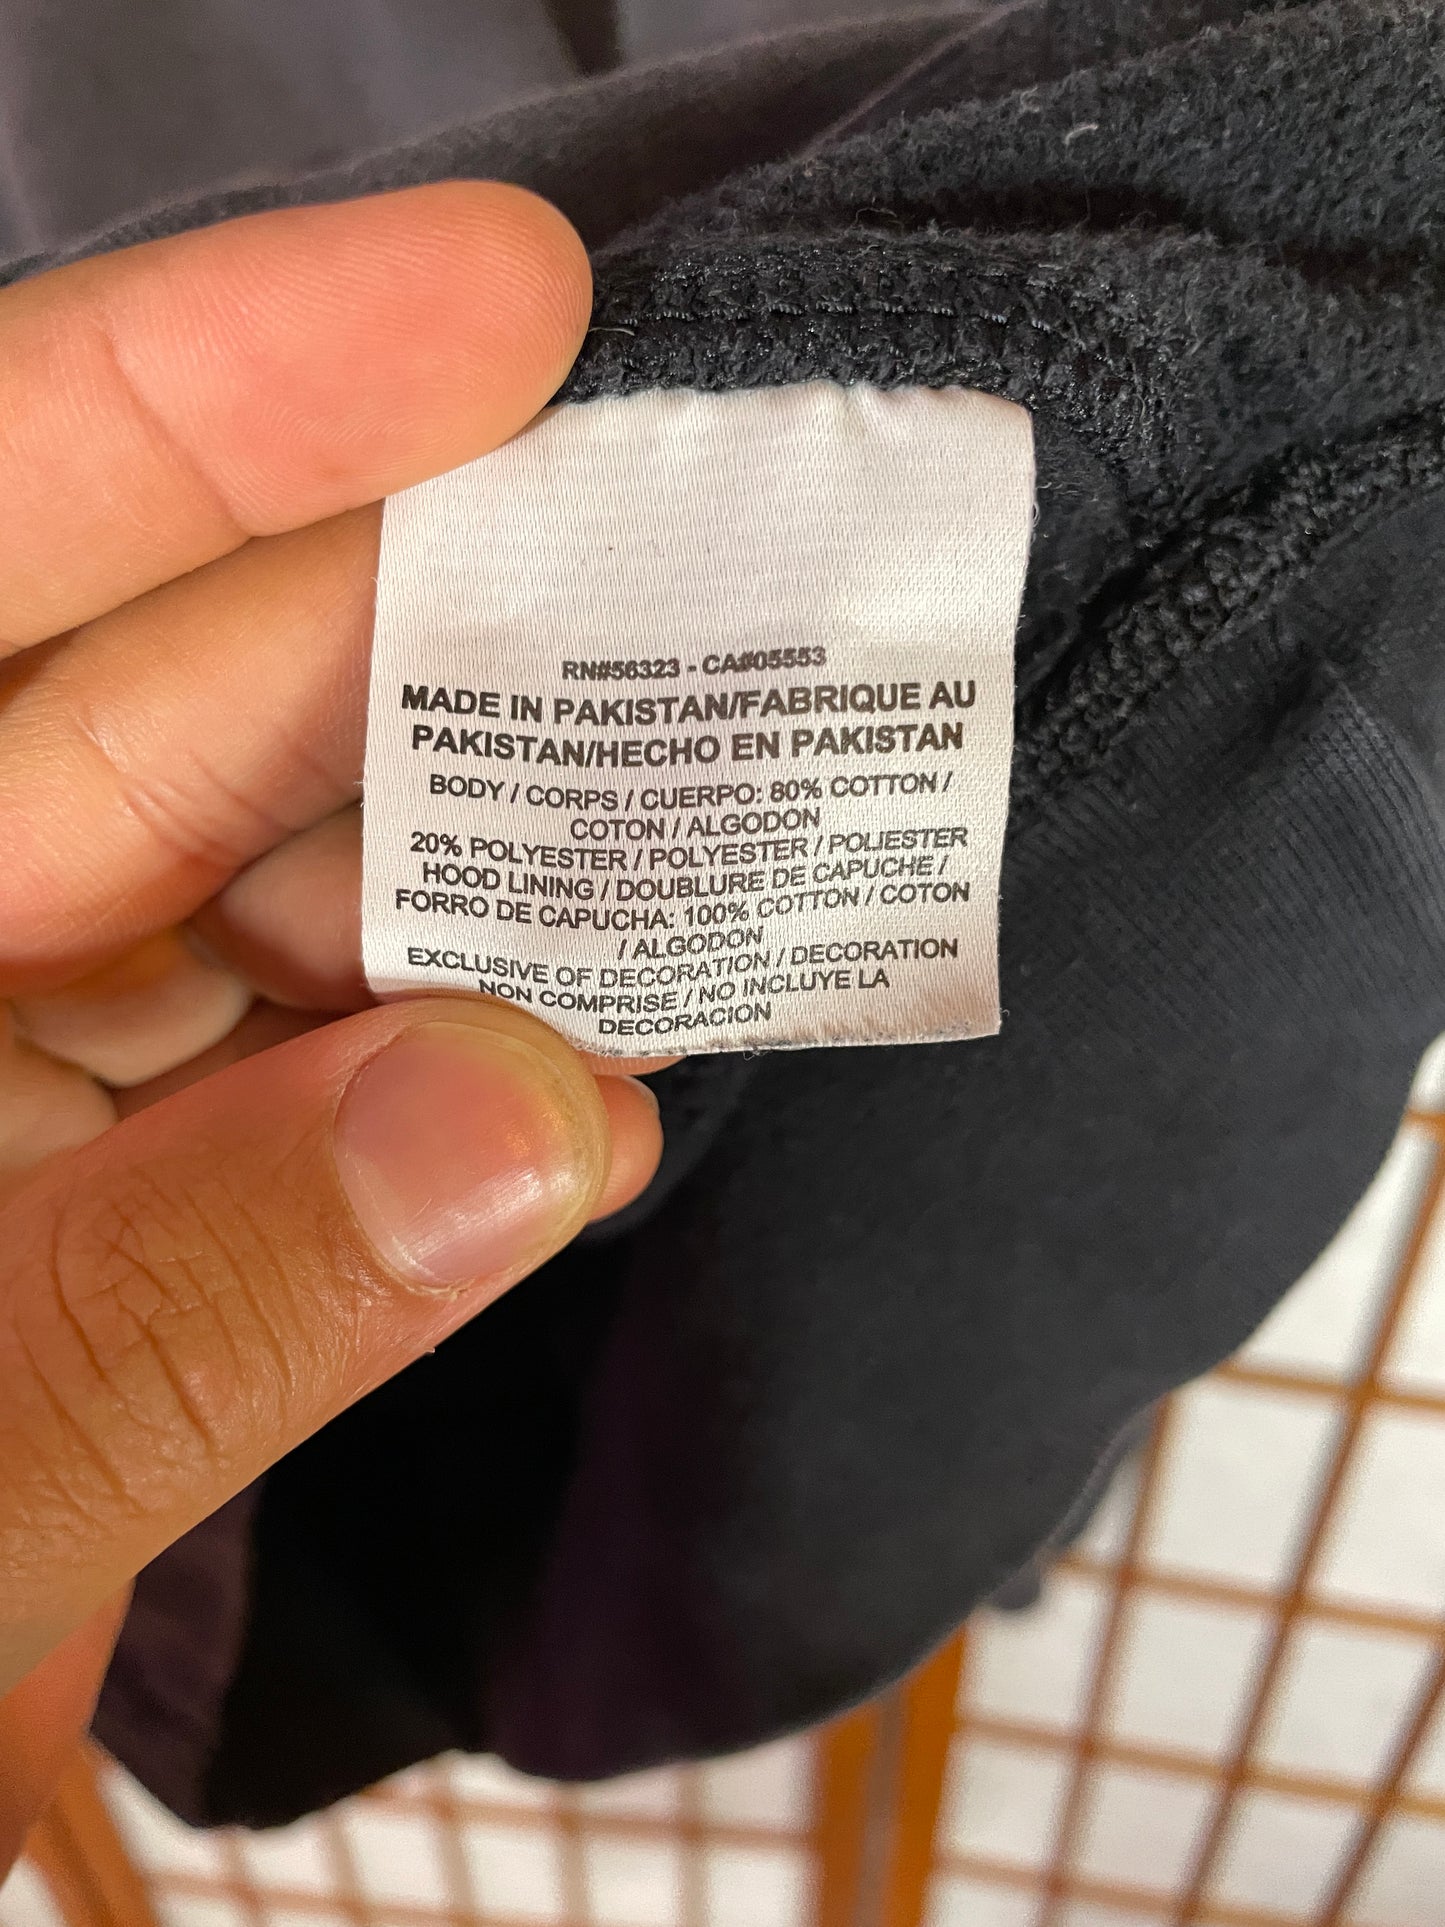 RN#56323 - CA#05553
MADE IN PAKISTAN/FABRIQUE AU
PAKISTAN/HECHO EN PAKISTAN
BODY / CORPS / CUERPO: 80% COTTON /
COTON / ALGODON
20% POLYESTER / POLYESTER / POLIESTER
HOOD LINING / DOUBLURE DE CAPUCHE /
FORRO DE CAPUCHA: 100% COTTON / COTON
/ ALGODON
EXCLUSIVE OF DECORATION / DECORATION
NON COMPRISE / NO INCLUYE LA
DECORACION